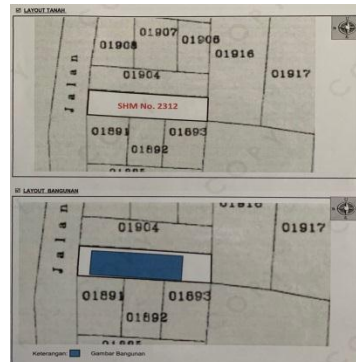 LAYOUT TANAH
01907
01908
01906
01916
01904
01917
Jalan
SHM No. 2312
01891
01893
01892
LAYOUT BANGUNAN
01904
01917
Jalan
01891
01893
01892
Keterangan:
Gambar Bangunan